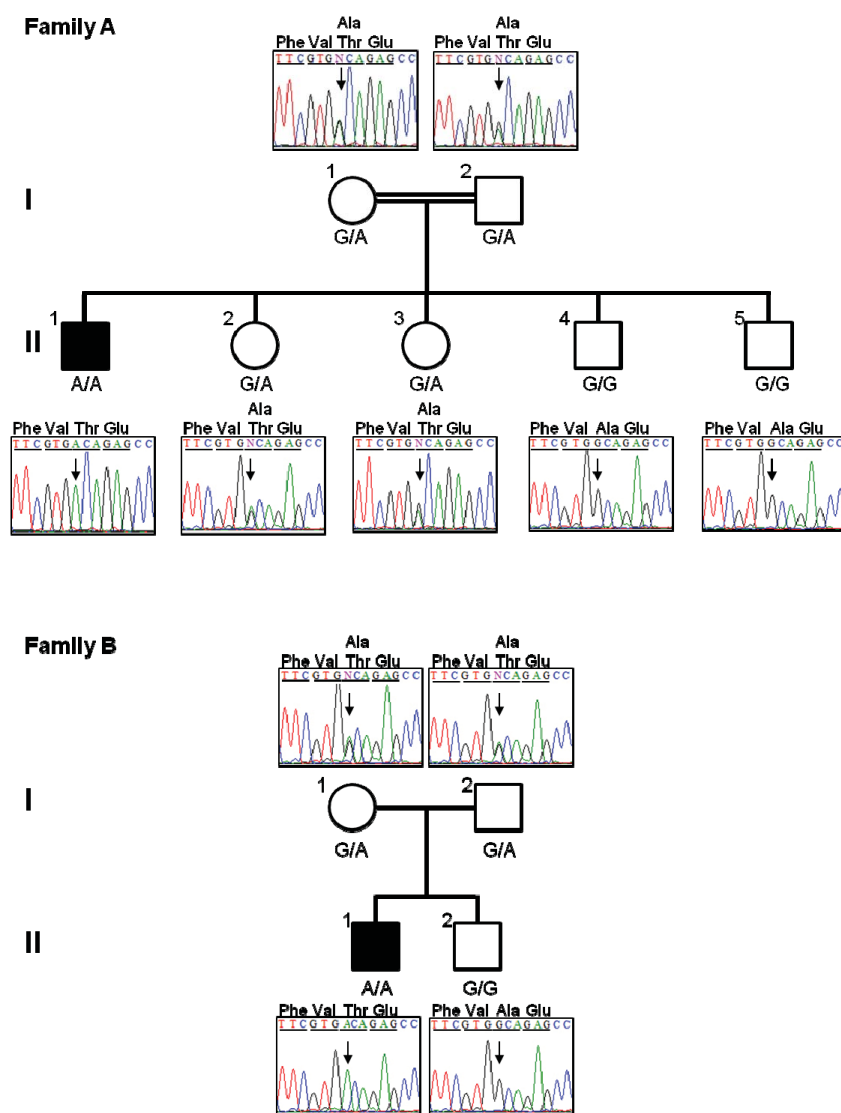 Family A
Ala Ala
Phe Val Thr Glu Phe Val Thr Glu
TTCGTGNCAGAGCC TTCGTGNCAGAGCC
1 2
I
G/A G/A
1 2 3 4 5
II
A/A G/A G/A G/G G/G
Ala Ala
Phe Val Thr Glu Phe Val Thr Glu Phe Val Thr Glu Phe Val Ala Glu Phe Val Ala Glu
TTCGTGACAGAGCC TTCGTGNCAGAGCC TTCGTGNCAGAGCC TTCGTGGCAGAGCC TTCGTGGCAGAGCC
Family B
Ala Ala
Phe Val Thr Glu Phe Val Thr Glu
TTCGTGNCAGAGCC TTCGTGNCAGAGCC
1 2
I
G/A G/A
1 2
II
A/A G/G
Phe Val Thr Glu Phe Val Ala Glu
TTCGTGACAGAGCC TTCGTGGCAGAGCC